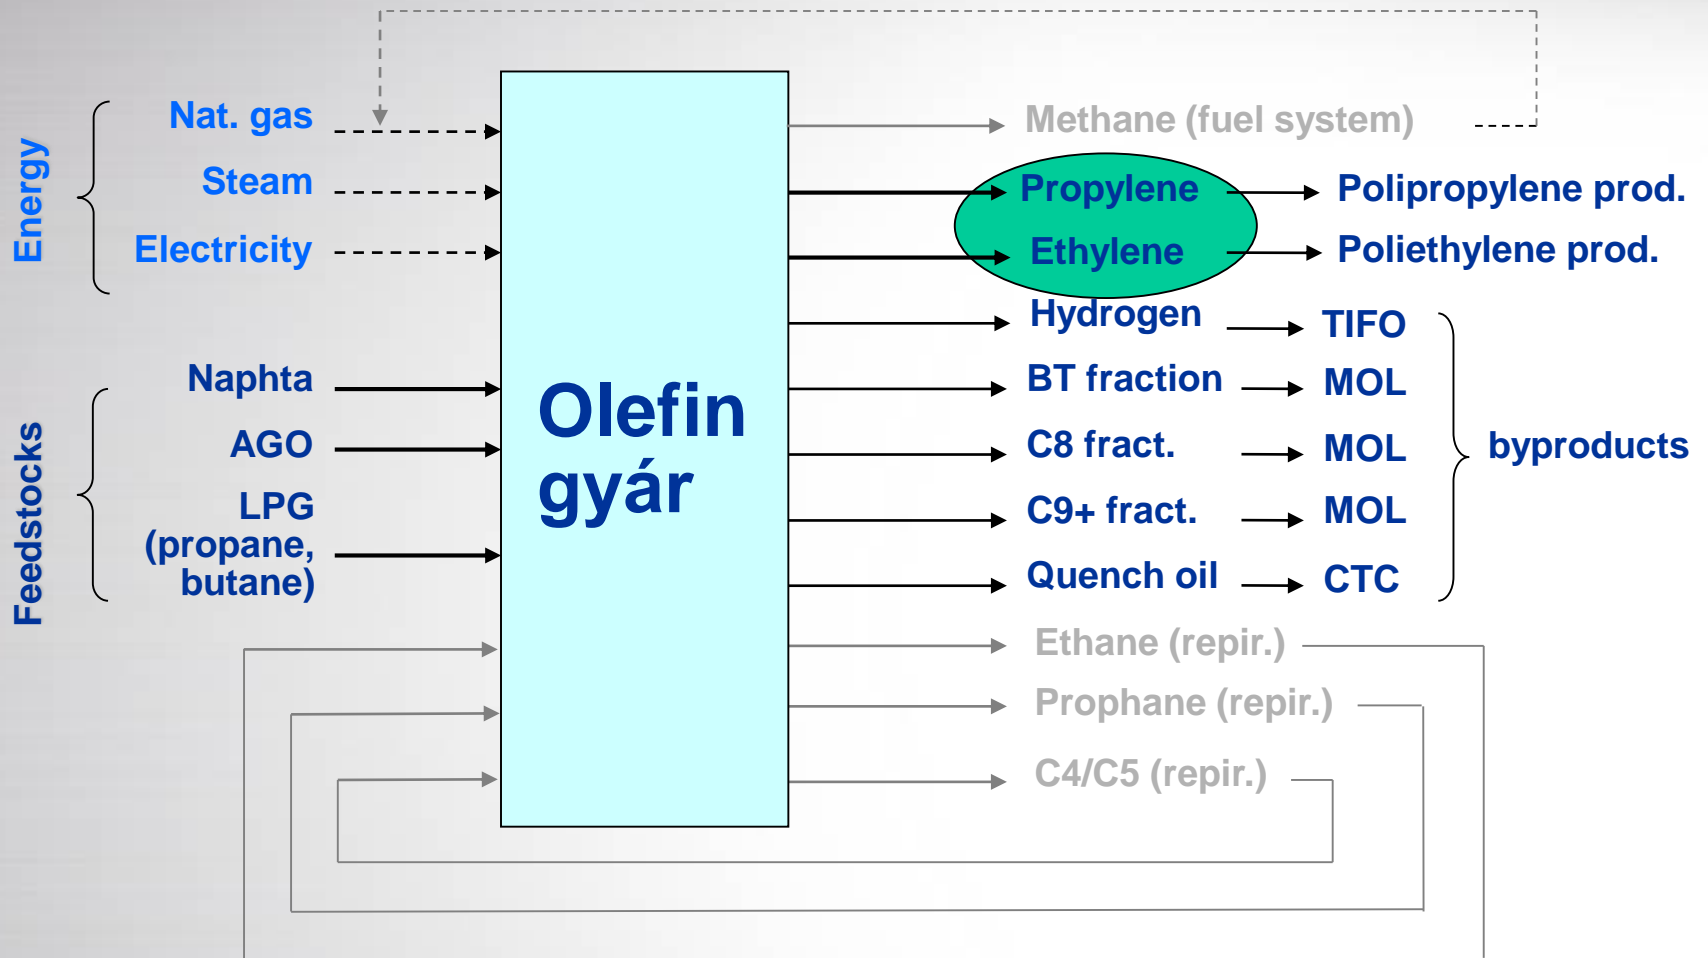 Energy
Nat. gas
Steam
Electricity
Feedstocks
Naphta
AGO
LPG
(propane,
butane)
Olefin
gyár
Methane (fuel system)
Propylene
Polipropylene prod.
Ethylene
Poliethylene prod.
Hydrogen
TIFO
BT fraction
MOL
C8 fract.
MOL
C9+ fract.
MOL
Quench oil
CTC
byproducts
Ethane (repir.)
Prophane (repir.)
C4/C5 (repir.)